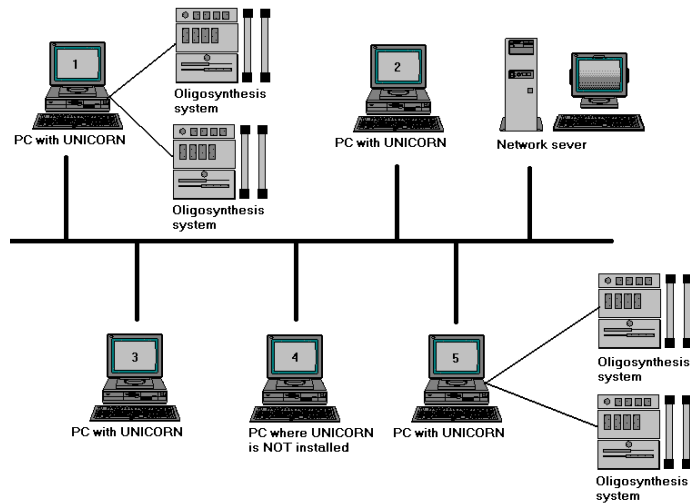 1
Oligosynthesis
system
PC with UNICORN
Oligosynthesis
system
2
PC with UNICORN
Network sever
3
PC with UNICORN
4
PC where UNICORN
is NOT installed
5
PC with UNICORN
Oligosynthesis
system
Oligosynthesis
system